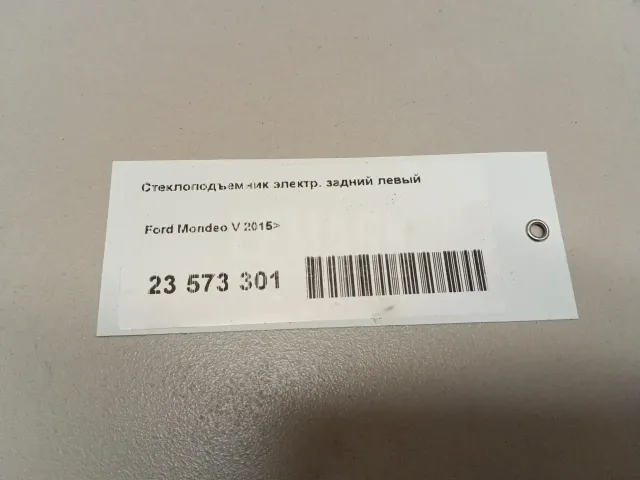 Стеклоподъемник электр. задний левый
Ford Mondeo V 2015>
23 573 301